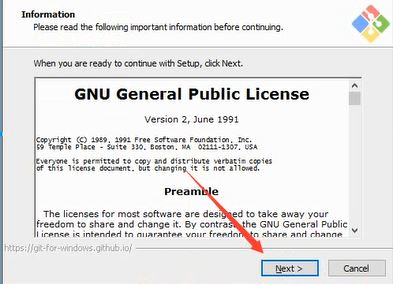 Information
Please read the following important information before continuing.
When you are ready to continue with Setup, click Next.
GNU General Public License
Version 2, June 1991
Copyright (C) 1989, 1991 Free Software Foundation, Inc.
59 Temple Place - Suite 330, Boston, MA  02111-1307, USA
Everyone is permitted to copy and distribute verbatim copies
of this license document, but changing it is not allowed.
Preamble
The licenses for most software are designed to take away your
freedom to share and change it. By contrast, the GNU General Public
License is intended to guarantee your freedom to share and change
https://git-for-windows.github.io/
Next >
Cancel